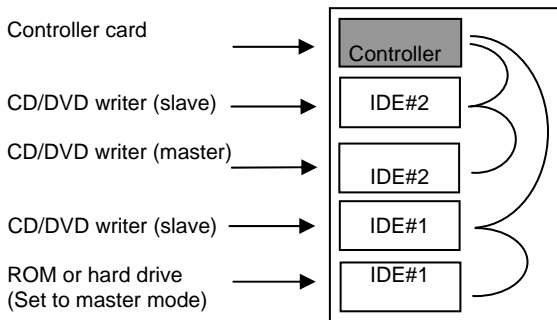 Controller card
Controller
CD/DVD writer (slave)
IDE#2
CD/DVD writer (master)
IDE#2
CD/DVD writer (slave)
IDE#1
ROM or hard drive
(Set to master mode)
IDE#1